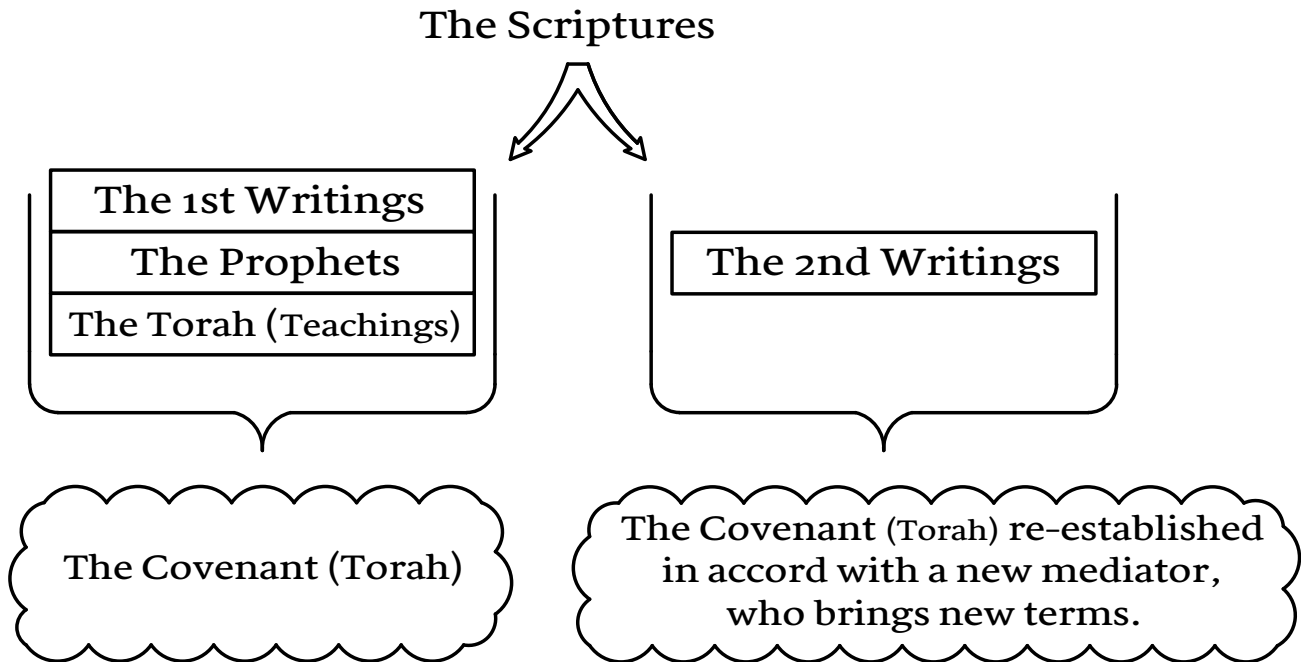 The Scriptures
The 1st Writings
The Prophets
The Torah (Teachings)
The 2nd Writings
The Covenant (Torah)
The Covenant (Torah) re-established
in accord with a new mediator,
who brings new terms.